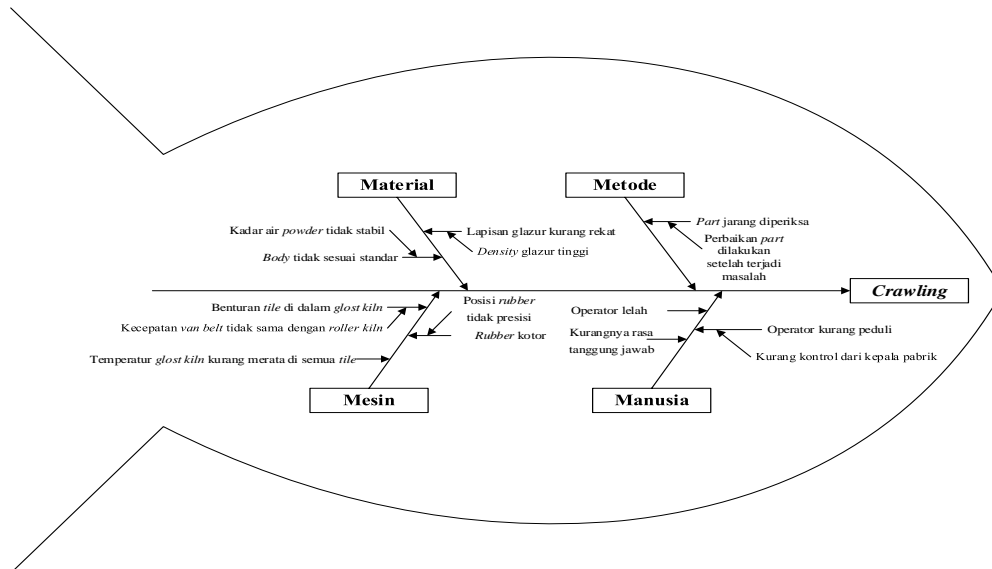 Material
Metode
Kadar air powder tidak stabil
Lapisan glazur kurang rekat
Density glazur tinggi
Body tidak sesuai standar
Part jarang diperiksa
Perbaikan part
dilakukan
setelah terjadi
masalah
Crawling
Benturan tile di dalam glost kiln
Kecepatan van belt tidak sama dengan roller kiln
Posisi rubber
tidak presisi
Rubber kotor
Temperatur glost kiln kurang merata di semua tile
Operator lelah
Kurangnya rasa
tanggung jawab
Operator kurang peduli
Kurang kontrol dari kepala pabrik
Mesin
Manusia